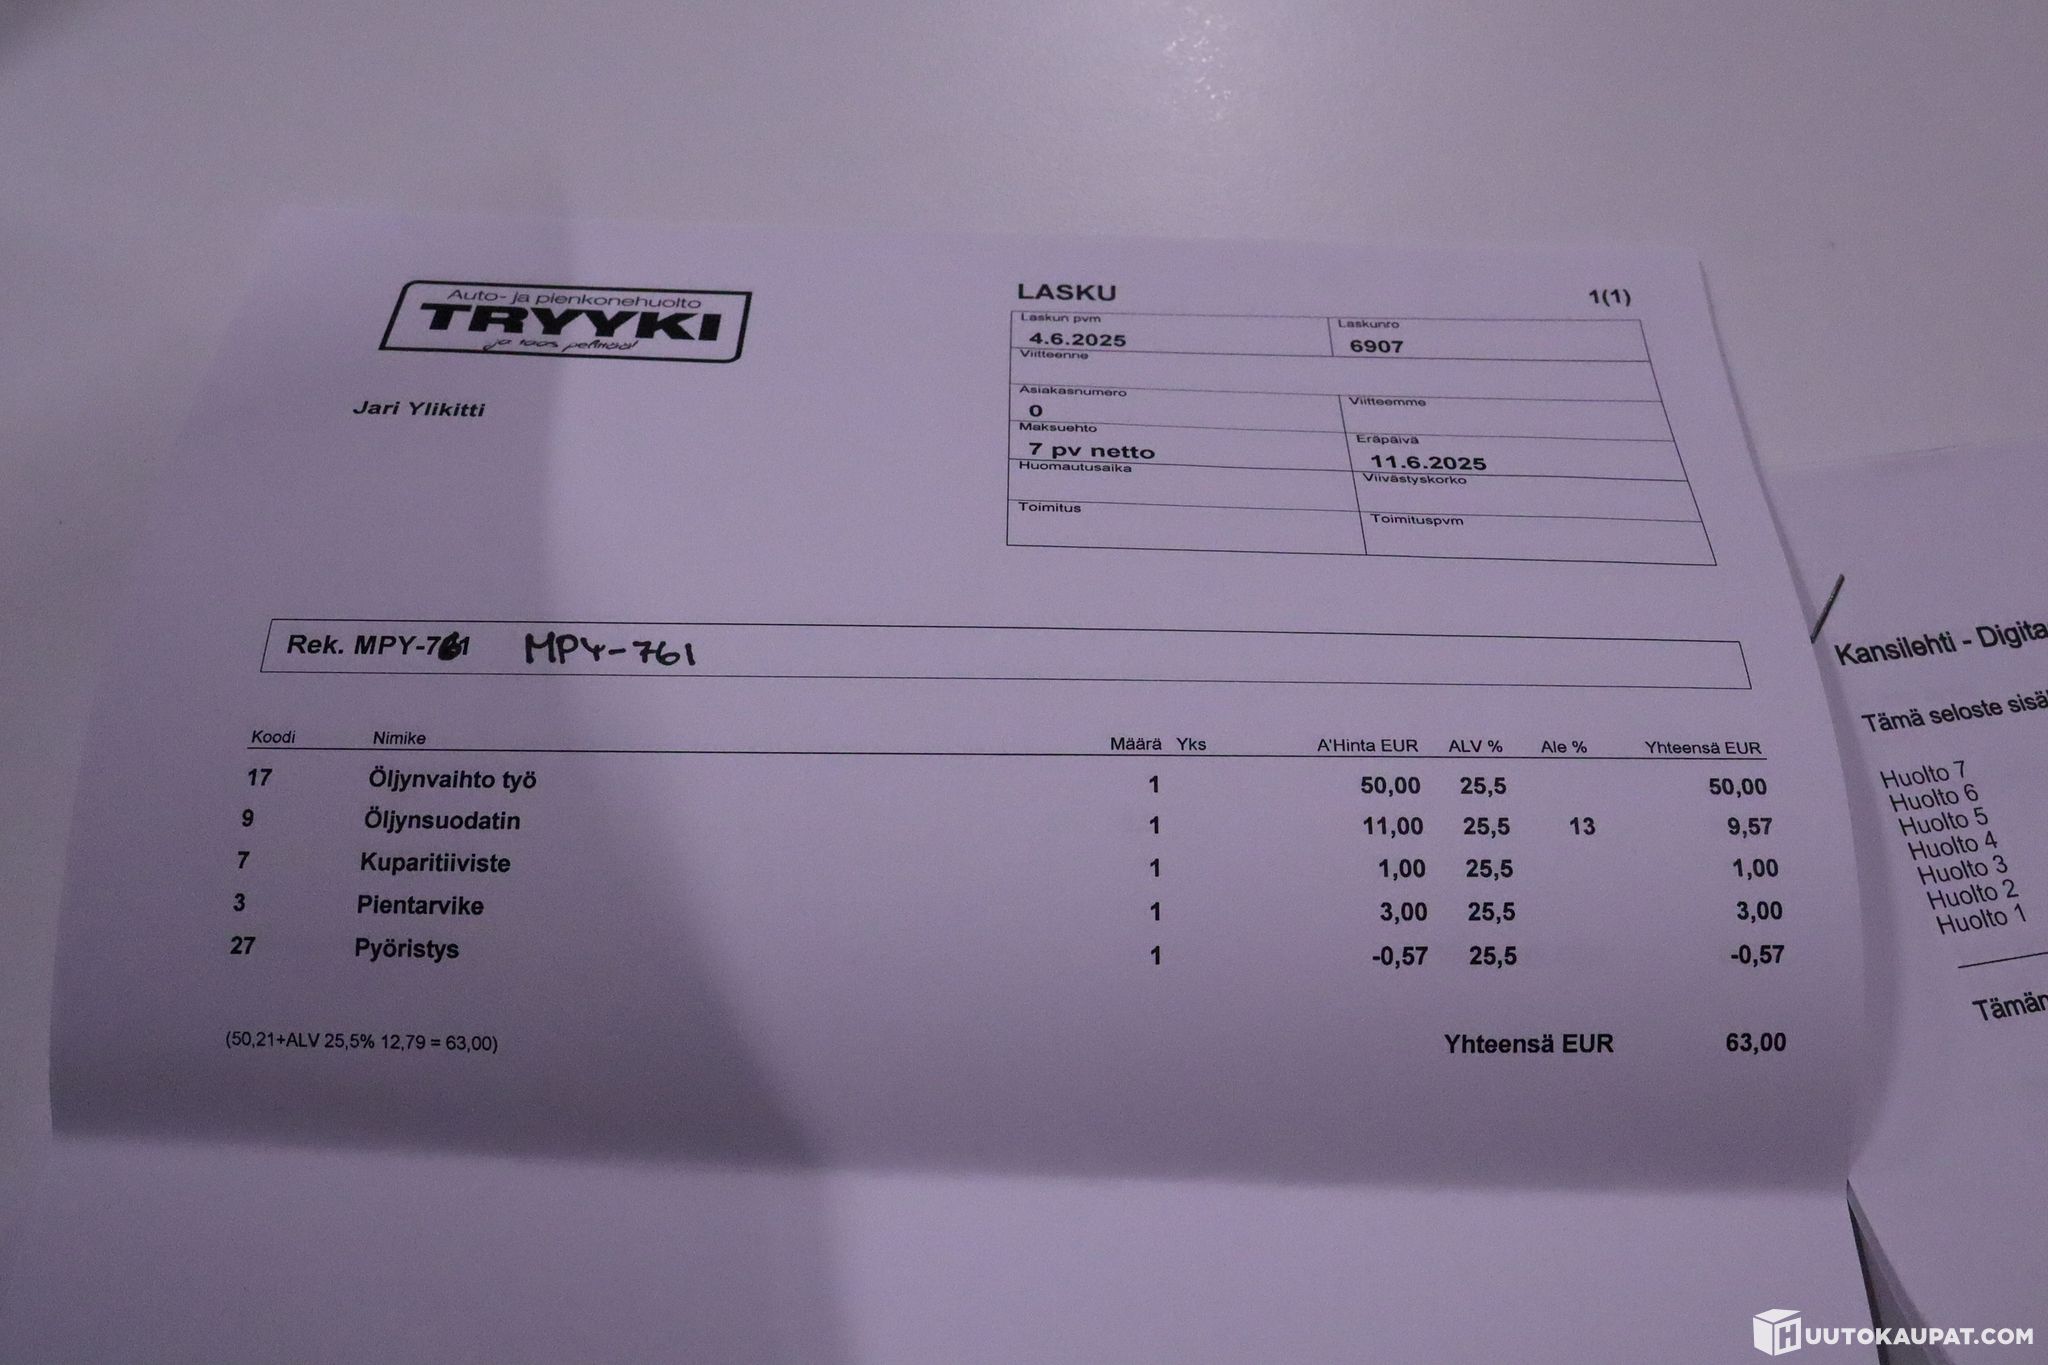 Auto- ja pienkonehuolto
TRYYKI
ja taas pelittää!
LASKU 1(1)
Laskun pvm Laskunro
4.6.2025 6907
Viitteenne
Asiakasnumero Viitteemme
0
Maksuehto Eräpäivä
7 pv netto 11.6.2025
Huomautusaika Viivästyskorko
Toimitus Toimituspvm
Jari Ylikitti
Rek. MPY-761 MPY-761
Koodi Nimike Määrä Yks A'Hinta EUR ALV % Ale % Yhteensä EUR
17 Öljynvaihto työ 1 50,00 25,5 50,00
9 Öljynsuodatin 1 11,00 25,5 13 9,57
7 Kuparitiiviste 1 1,00 25,5 1,00
3 Pientarvike 1 3,00 25,5 3,00
27 Pyöristys 1 -0,57 25,5 -0,57
(50,21+ALV 25,5% 12,79 = 63,00) Yhteensä EUR 63,00
Kansilehti - Digita
Tämä seloste sisäl
Huolto 7
Huolto 6
Huolto 5
Huolto 4
Huolto 3
Huolto 2
Huolto 1
Tämän
HUUTOKAUPAT.COM